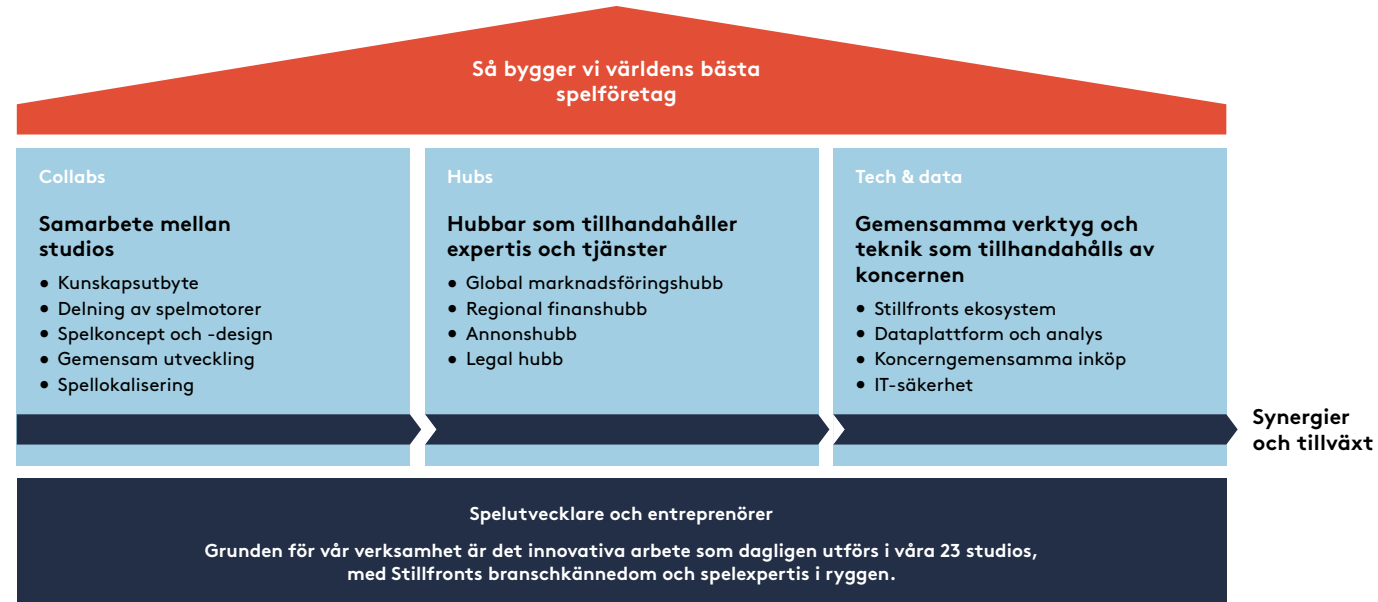 Så bygger vi världens bästa
spelföretag
Collabs
Samarbete mellan
studios
• Kunskapsutbyte
• Delning av spelmotorer
• Spelkoncept och -design
• Gemensam utveckling
• Spellokalisering
Hubs
Hubbar som tillhandahåller
expertis och tjänster
• Global marknadsföringshubb
• Regional finanshubb
• Annonshubb
• Legal hubb
Tech & data
Gemensamma verktyg och
teknik som tillhandahålls av
koncernen
• Stillfronts ekosystem
• Dataplattform och analys
• Koncerngemensamma inköp
• IT-säkerhet
Synergier
och tillväxt
Spelutvecklare och entreprenörer
Grunden för vår verksamhet är det innovativa arbete som dagligen utförs i våra 23 studios,
med Stillfronts branschkännedom och spelexpertis i ryggen.